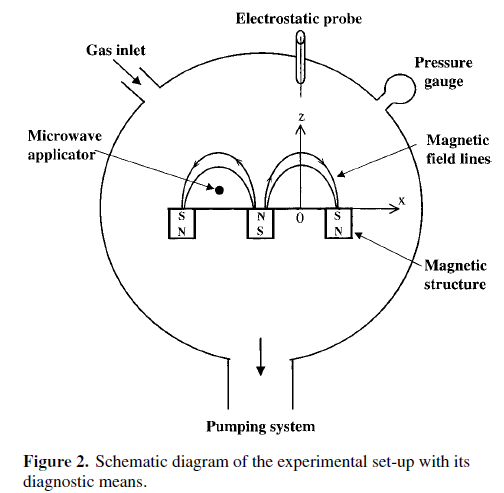 Electrostatic probe
Gas inlet
Pressure
gauge
Microwave
applicator
z
Magnetic
field lines
x
S N S
N S N
0
Magnetic
structure
Pumping system
Figure 2. Schematic diagram of the experimental set-up with its
diagnostic means.